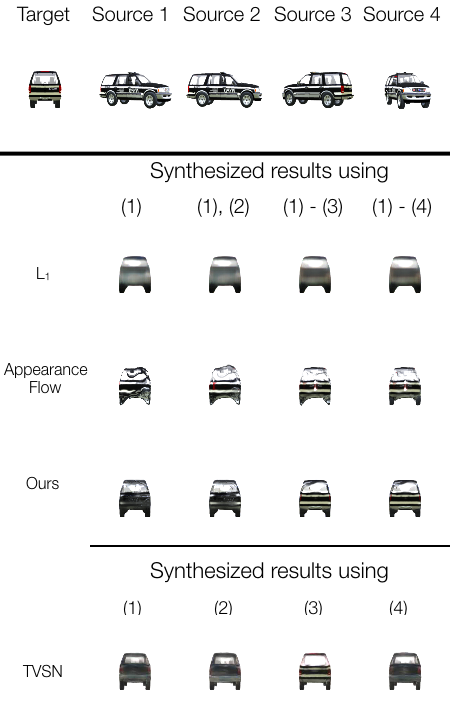 Target Source 1 Source 2 Source 3 Source 4
Synthesized results using
(1) (1), (2) (1) - (3) (1) - (4)
L₁
Appearance
Flow
Ours
Synthesized results using
(1) (2) (3) (4)
TVSN